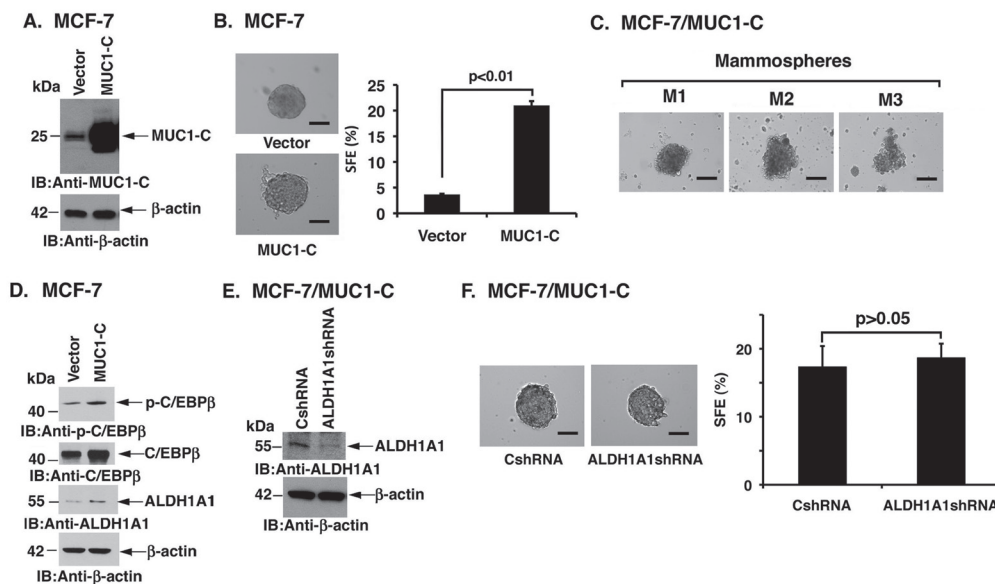 A. MCF-7
Vector
MUC1-C
kDa
25
MUC1-C
IB:Anti-MUC1-C
42
β-actin
IB:Anti-β-actin
B. MCF-7
Vector
MUC1-C
p<0.01
SFE (%)
25
20
15
10
5
0
Vector
MUC1-C
C. MCF-7/MUC1-C
Mammospheres
M1 M2 M3
D. MCF-7
Vector
MUC1-C
kDa
40
p-C/EBPβ
IB:Anti-p-C/EBPβ
40
C/EBPβ
IB:Anti-C/EBPβ
55
ALDH1A1
IB:Anti-ALDH1A1
42
β-actin
IB:Anti-β-actin
E. MCF-7/MUC1-C
CshRNA
ALDH1A1shRNA
kDa
55
ALDH1A1
IB:Anti-ALDH1A1
42
β-actin
IB:Anti-β-actin
F. MCF-7/MUC1-C
CshRNA
ALDH1A1shRNA
p>0.05
SFE (%)
20
10
0
CshRNA
ALDH1A1shRNA